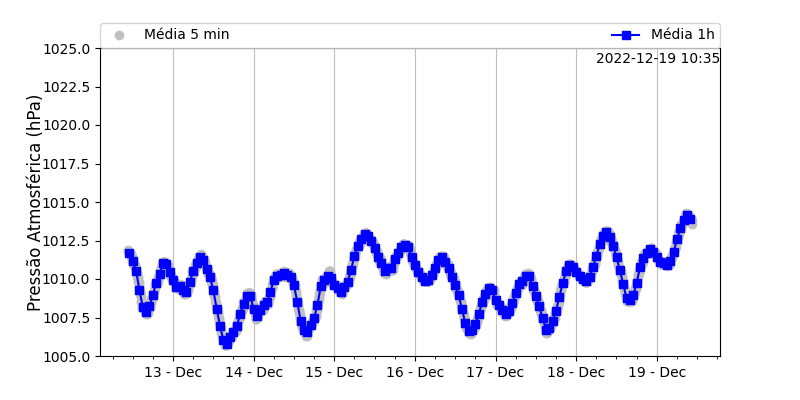 Média 5 min
Média 1h
2022-12-19 10:35
Pressão Atmosférica (hPa)
1025.0
1022.5
1020.0
1017.5
1015.0
1012.5
1010.0
1007.5
1005.0
13 - Dec
14 - Dec
15 - Dec
16 - Dec
17 - Dec
18 - Dec
19 - Dec